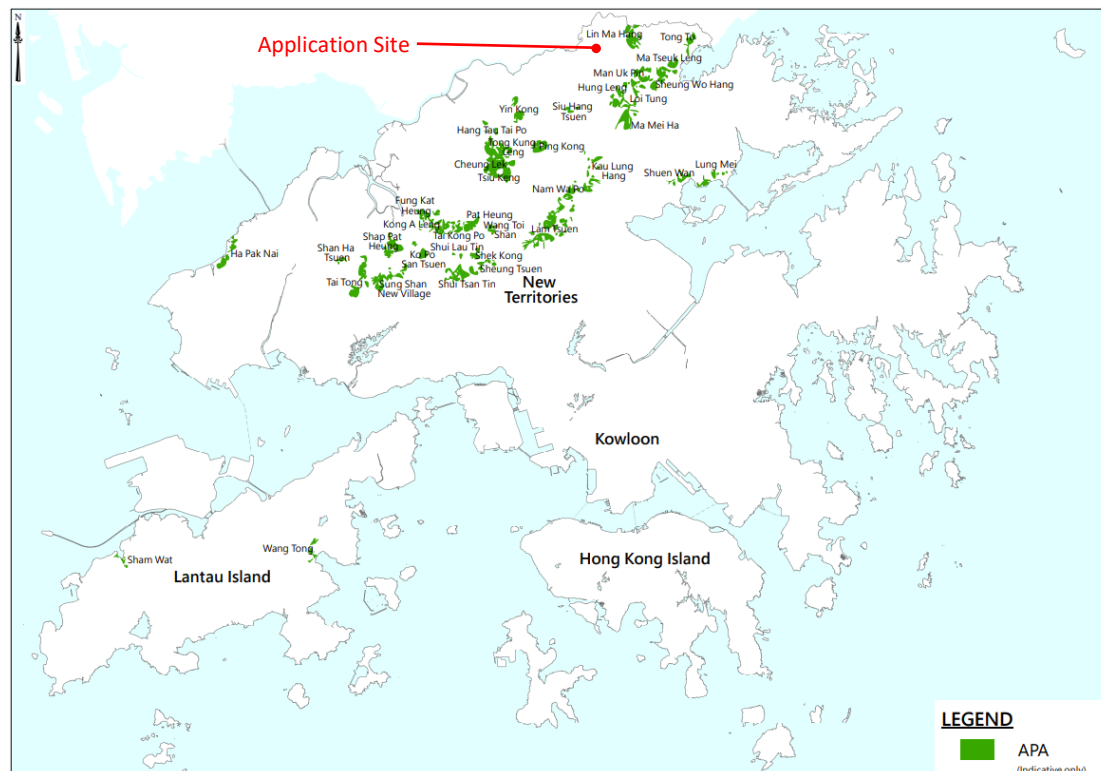 N
Lin Ma Hang
Tong To
Application Site
Ma Tseuk Leng
Man Uk Pin
Sheung Wo Hang
Hung Leng
Loi Tung
Yin Kong
Siu Hang
Tsuen
Ma Mei Ha
Hang Tau Tai Po
Tong Kung
Leng
Ping Kong
Cheung Lek
Tsiu Keng
Kau Lung
Hang
Lung Mei
Shuen Wan
Nam Wa Po
Fung Kat
Heung
Kong A Leng
Pat Heung
Wang Toi
Shan
Tai Kong Po
Lam Tsuen
Shap Pat
Heung
Shui Lau Tin
Ha Pak Nai
Shan Ha
Tsuen
Ko Po
San Tsuen
Shek Kong
Sheung Tsuen
Tai Tong
Sung Shan
New Village
Shui Tsan Tin
New
Territories
Kowloon
Wang Tong
Sham Wat
Lantau Island
Hong Kong Island
LEGEND
APA
(Indicative only)